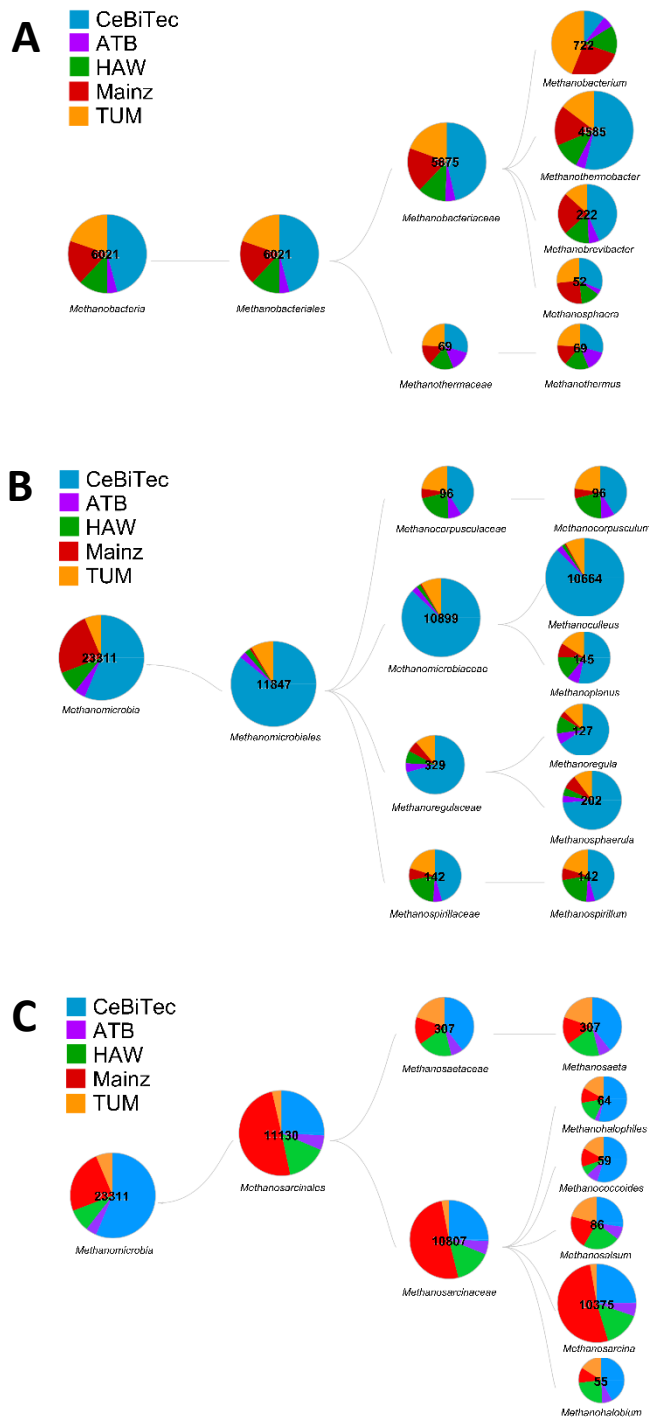 A
CeBiTec
ATB
HAW
Mainz
TUM
722
Methanobacterium
4585
Methanothermobacter
5675
Methanobacteriaceae
222
Methanobrevibacter
6021
Methanobacteria
6021
Methanobacteriales
52
Methanosphaera
69
Methanothermaceae
69
Methanothermus
B
CeBiTec
ATB
HAW
Mainz
TUM
96
Methanocorpusculaceae
96
Methanocorpusculum
10664
Methanoculleus
10899
Methanomicrobiaceae
23311
Methanomicrobia
11847
Methanomicrobiales
145
Methanoplanus
127
Methanoregula
329
Methanoregulaceae
202
Methanosphaerula
142
Methanospirillaceae
142
Methanospirillum
C
CeBiTec
ATB
HAW
Mainz
TUM
307
Methanosaetaceae
307
Methanosaeta
64
Methanohalophiles
11130
Methanosarcinales
59
Methanococcoides
23311
Methanomicrobia
86
Methanosalsum
10807
Methanosarcinaceae
10375
Methanosarcina
55
Methanohalobium